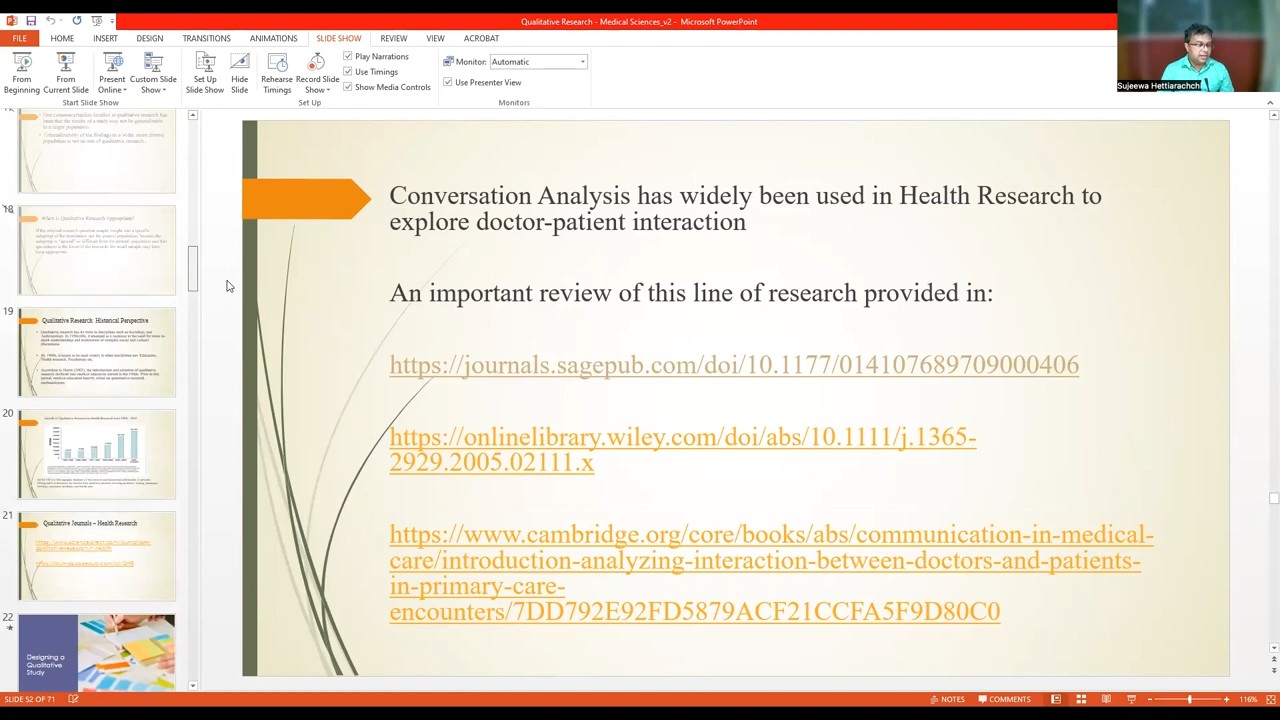 Qualitative Research - Medical Sciences_v2 - Microsoft PowerPoint
FILE HOME INSERT DESIGN TRANSITIONS ANIMATIONS SLIDE SHOW REVIEW VIEW ACROBAT
From Beginning
From Current Slide
Present Online
Custom Slide Show
Set Up Slide Show
Hide Slide
Rehearse Timings
Record Slide Show
Play Narrations
Use Timings
Show Media Controls
Monitor: Automatic
Use Presenter View
Start Slide Show
Set Up
Monitors
Sujeewa Hettiarachchi
Conversation Analysis has widely been used in Health Research to
explore doctor-patient interaction
An important review of this line of research provided in:
https://journals.sagepub.com/doi/10.1177/014107689709000406
https://onlinelibrary.wiley.com/doi/abs/10.1111/j.1365-
2929.2005.02111.x
https://www.cambridge.org/core/books/abs/communication-in-medical-
care/introduction-analyzing-interaction-between-doctors-and-patients-
in-primary-care-
encounters/7DD792E92FD5879ACF21CCFA5F9D80C0
18
When is Qualitative Research Appropriate?
19
Qualitative Research: Historical Perspective
20
21
Qualitative Journals – Health Research
22
Designing a
Qualitative
Study
SLIDE 52 OF 71
NOTES
COMMENTS
116%